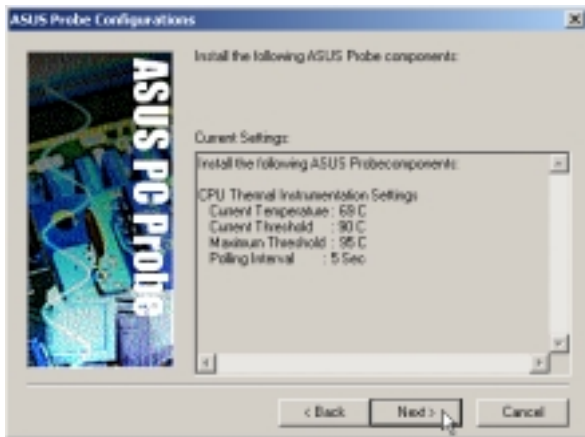 ASUS Probe Configurations
ASUS PC Probe
Install the following ASUS Probe components:
Current Settings:
Install the following ASUS Probecomponents:
CPU Thermal Instrumentation Settings
Current Temperature : 68 C
Current Threshold : 90 C
Maximum Threshold : 95 C
Polling Interval : 5 Sec
< Back
Next >
Cancel